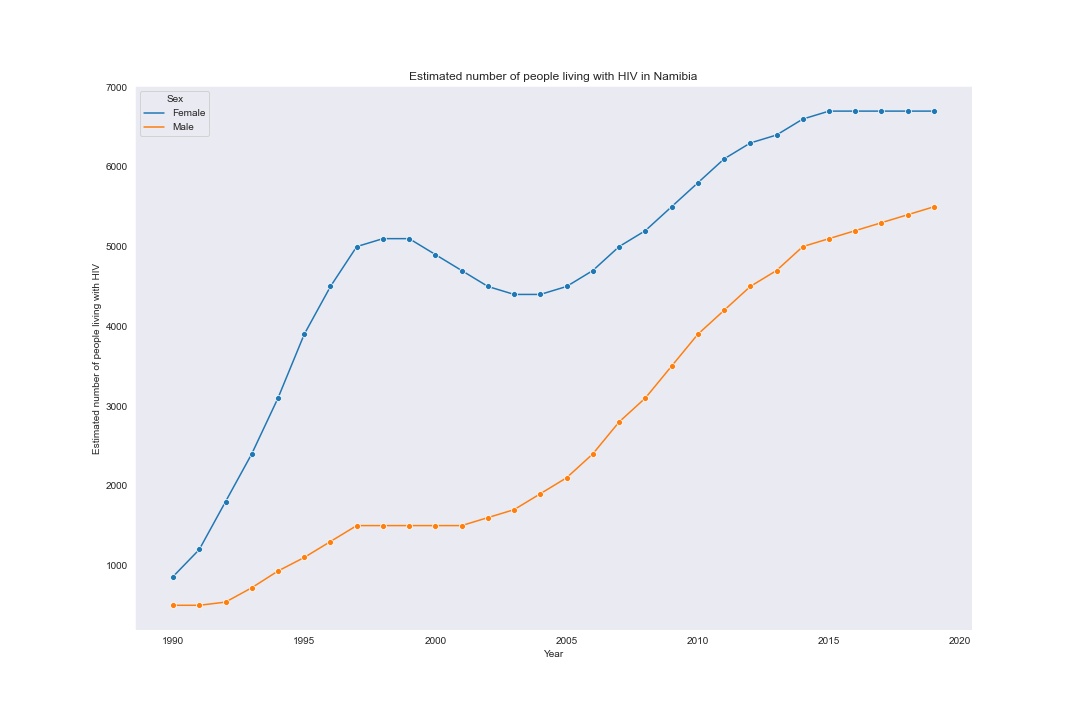 Estimated number of people living with HIV in Namibia
7000
Sex
Female
Male
6000
5000
4000
3000
2000
1000
Estimated number of people living with HIV
1990 1995 2000 2005 2010 2015 2020
Year